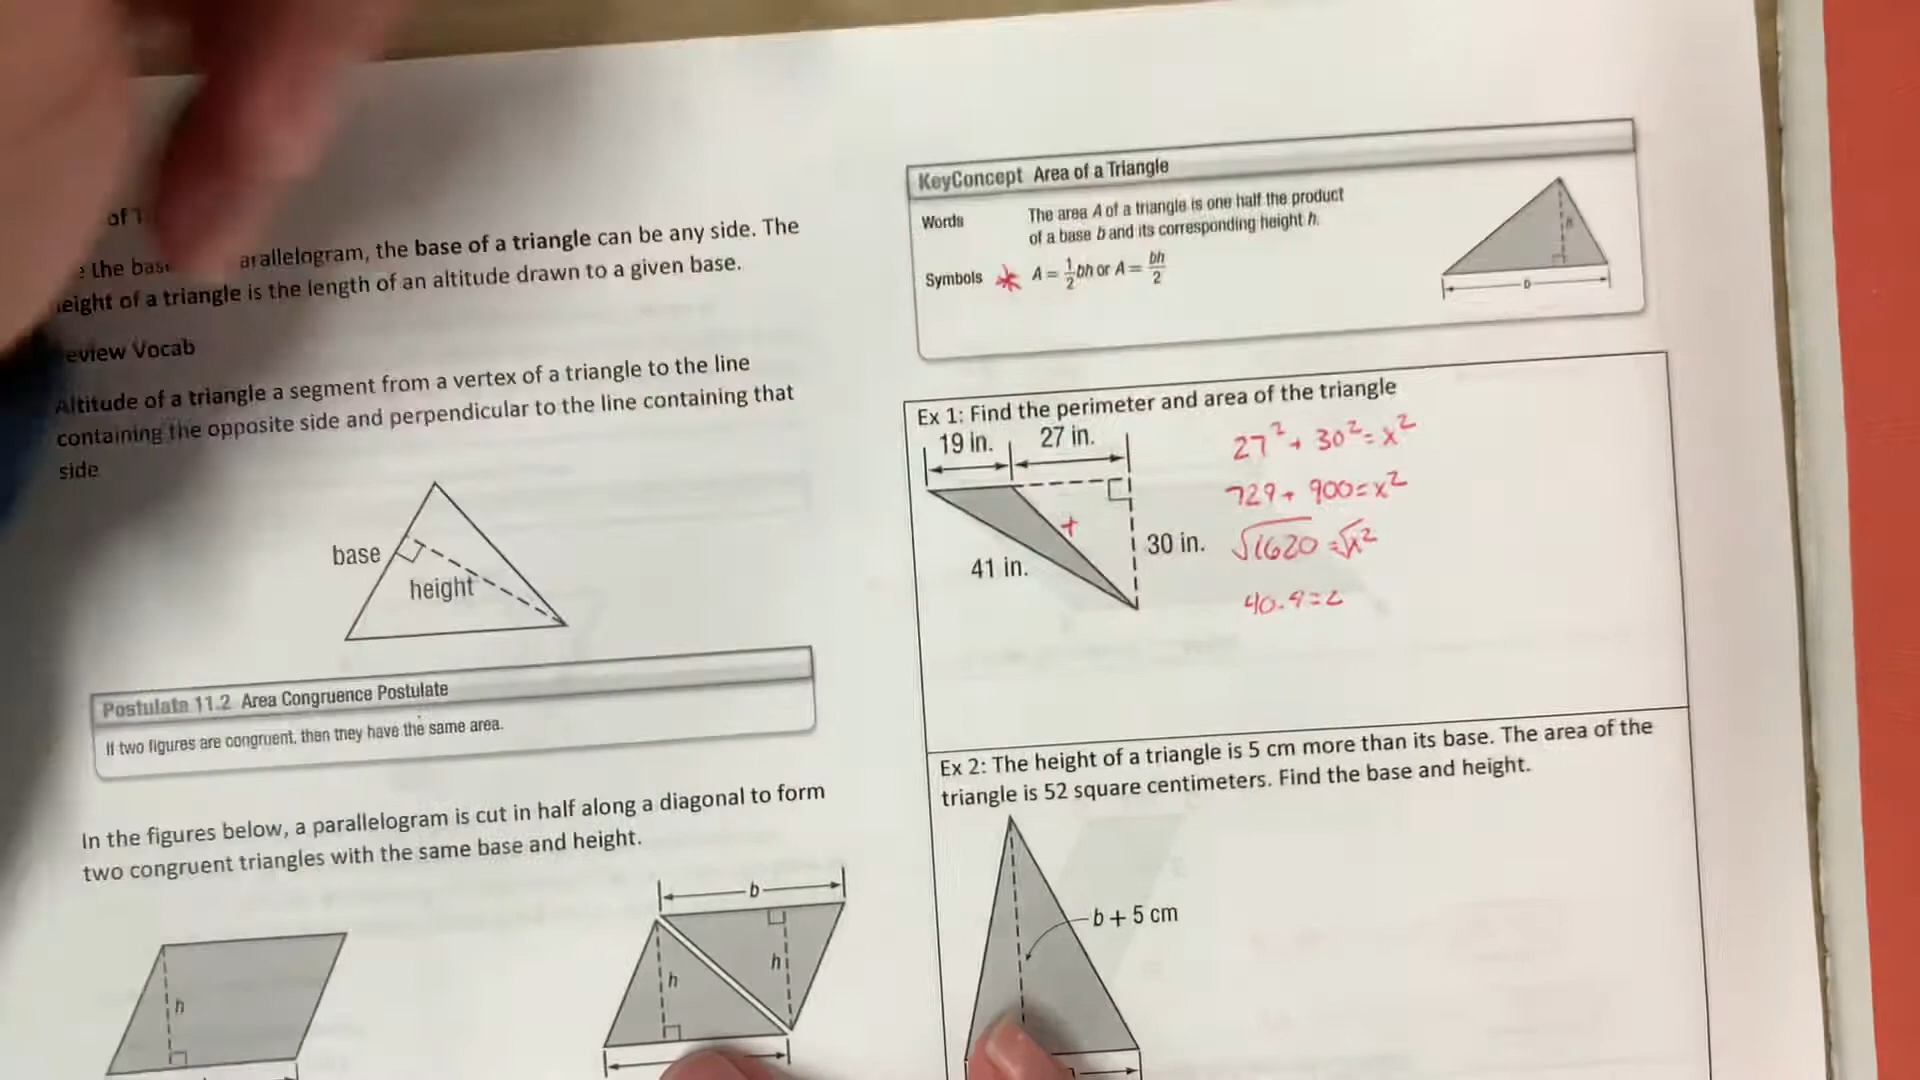 of
the base
arallelogram, the base of a triangle can be any side. The
eight of a triangle is the length of an altitude drawn to a given base.
eview Vocab
Altitude of a triangle a segment from a vertex of a triangle to the line
containing the opposite side and perpendicular to the line containing that
side
base
height
Postulate 11.2 Area Congruence Postulate
If two figures are congruent, then they have the same area.
In the figures below, a parallelogram is cut in half along a diagonal to form
two congruent triangles with the same base and height.
h
b
h
h
KeyConcept Area of a Triangle
Words
The area A of a triangle is one half the product
of a base b and its corresponding height h.
Symbols * A = 1/2 bh or A = bh/2
h
b
Ex 1: Find the perimeter and area of the triangle
19 in.
27 in.
41 in.
30 in.
27² + 30² = x²
729 + 900 = x²
√1620 = √x²
Ex 2: The height of a triangle is 5 cm more than its base. The area of the
triangle is 52 square centimeters. Find the base and height.
b + 5 cm